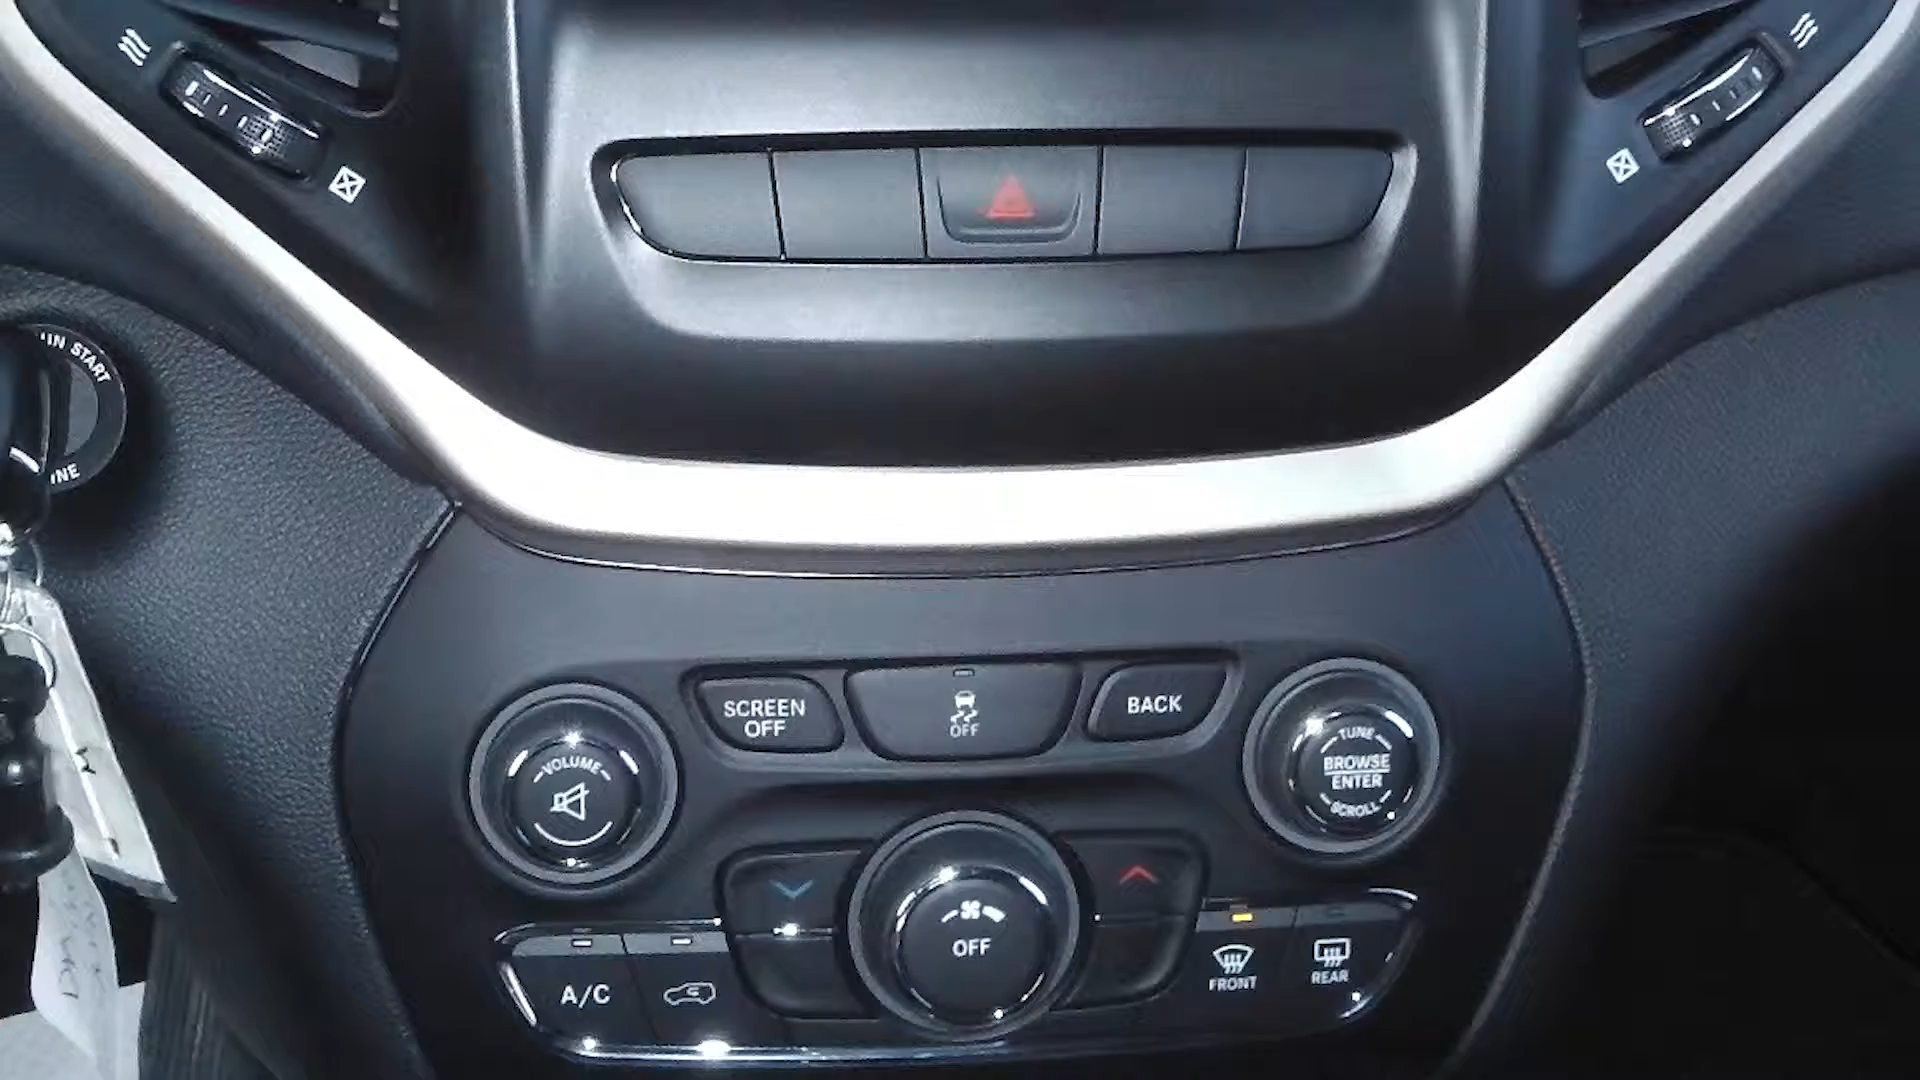 START
SCREEN
OFF
OFF
BACK
VOLUME
TUNE
BROWSE
ENTER
SCROLL
OFF
A/C
FRONT
REAR